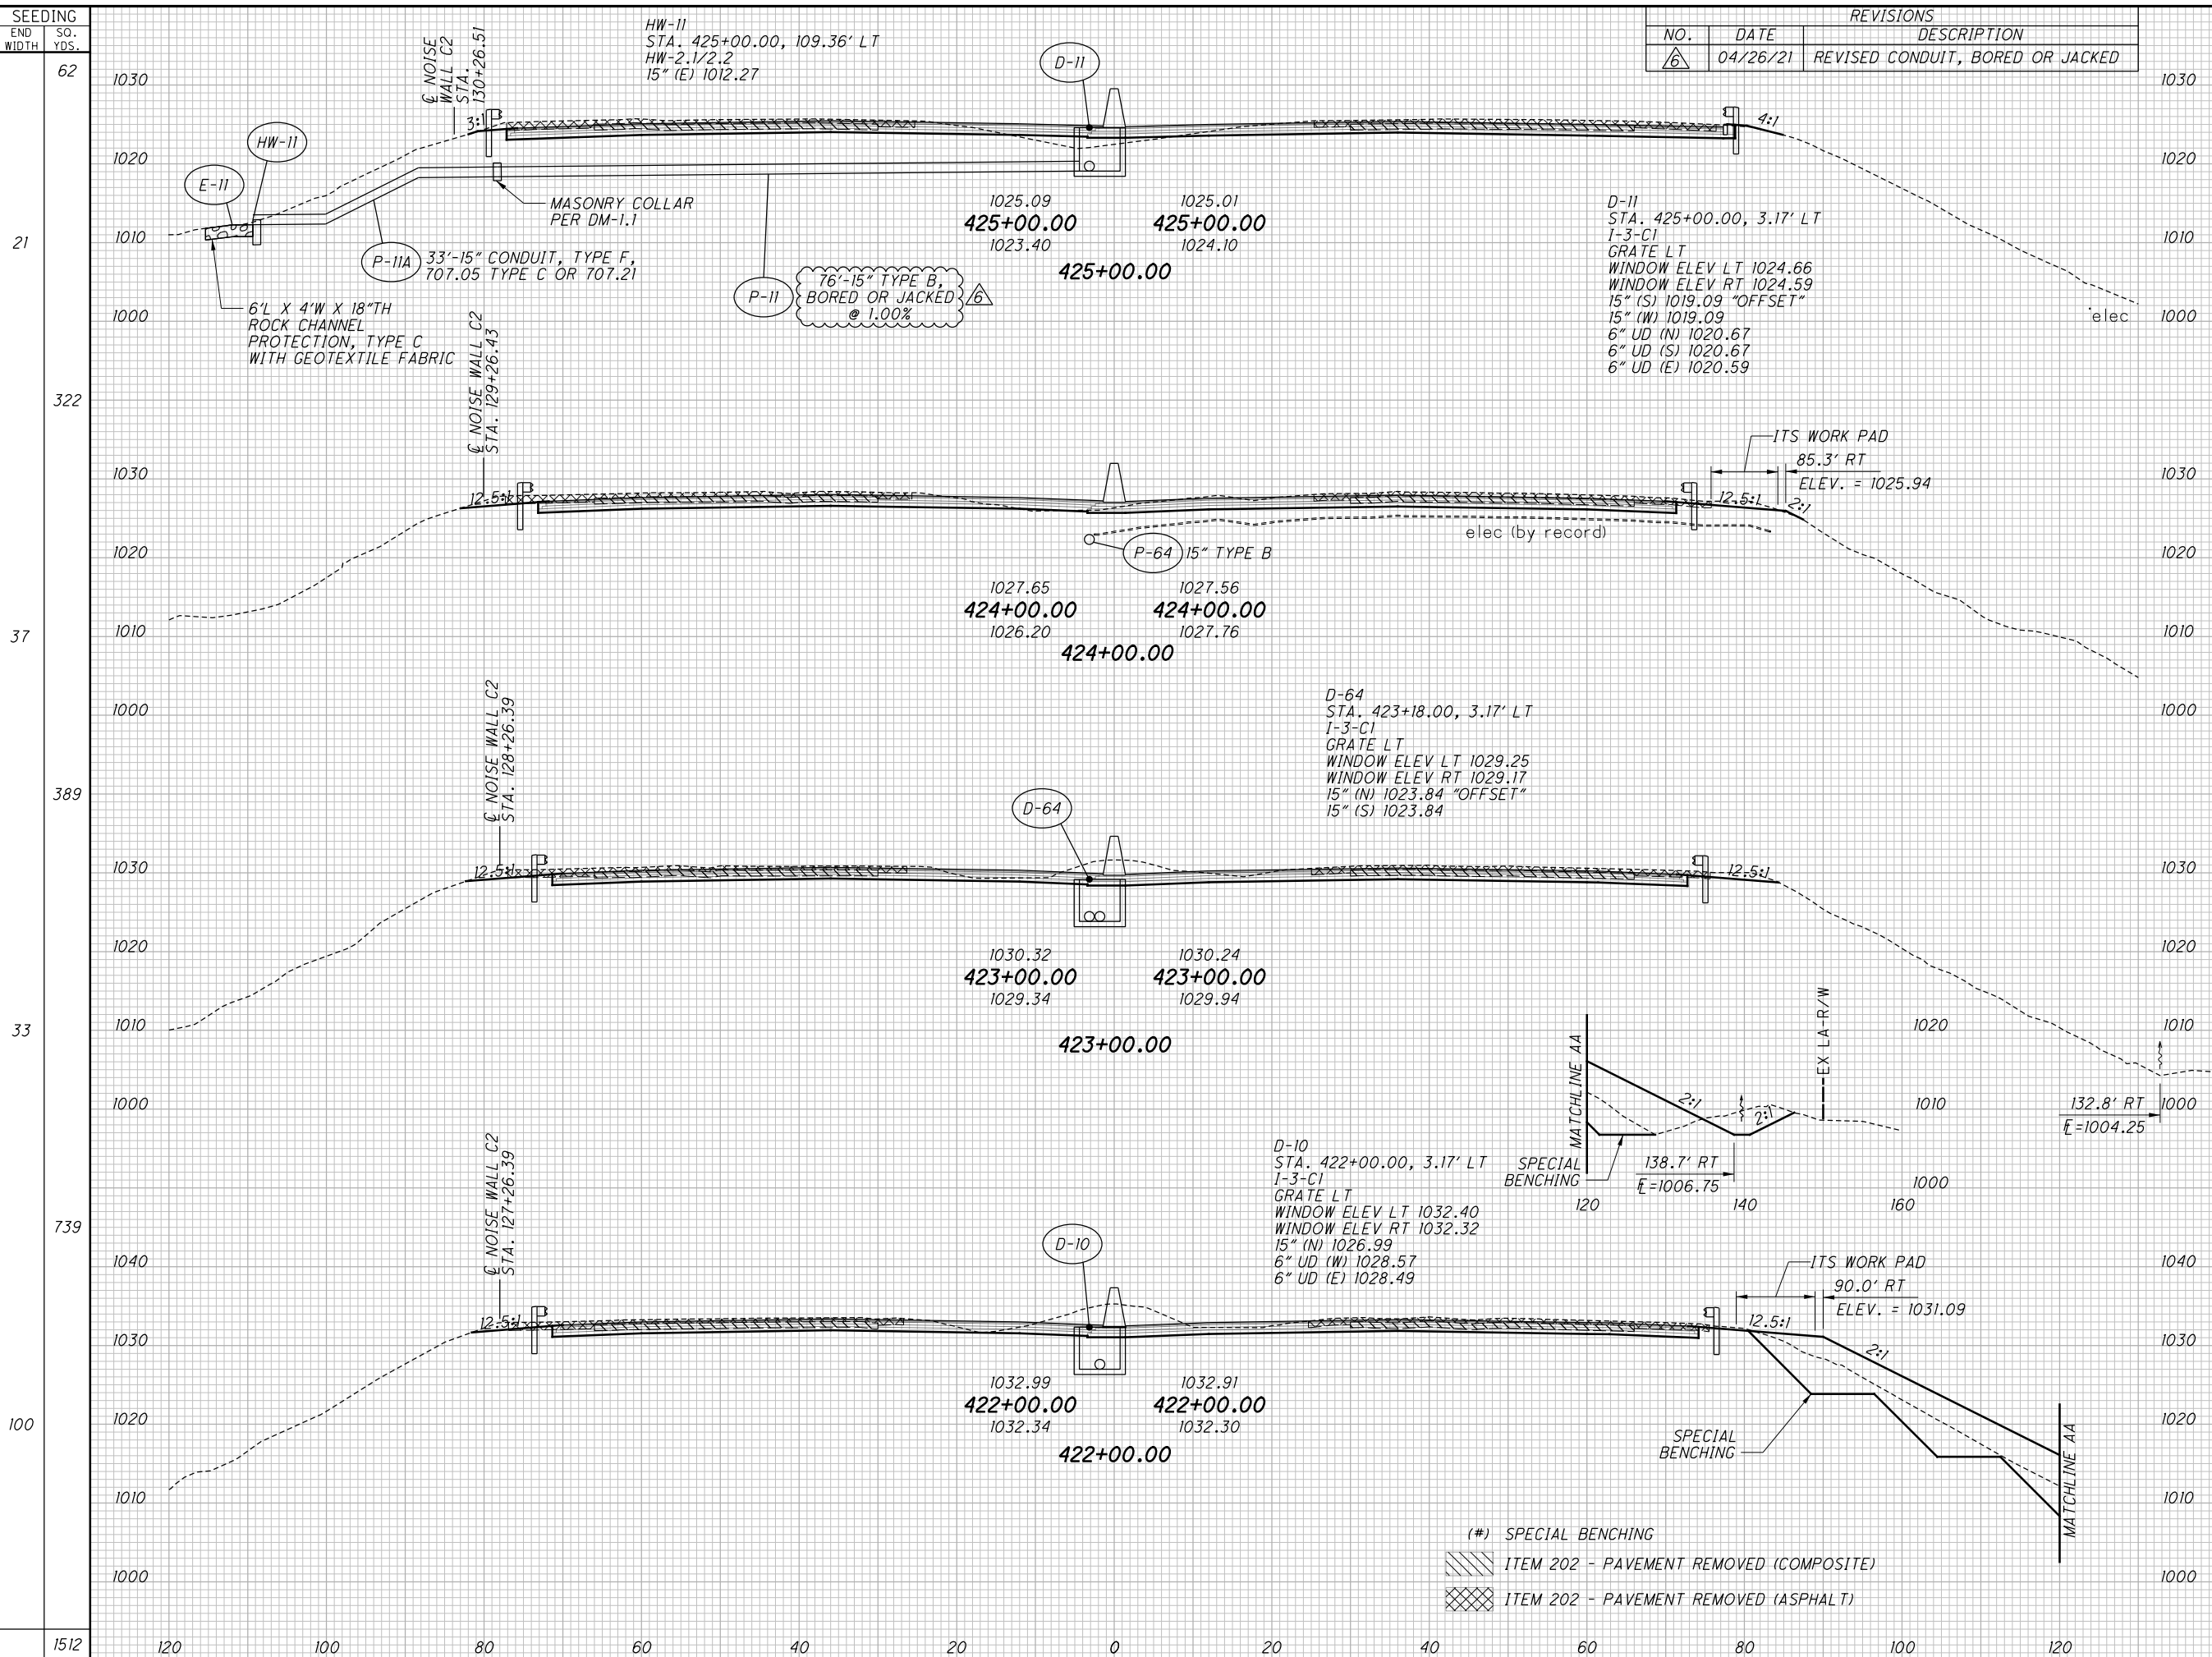 SEEDING
END WIDTH
SQ. YDS.
REVISIONS
NO. DATE DESCRIPTION
6 04/26/21 REVISED CONDUIT, BORED OR JACKED
62
21
322
37
389
33
739
100
1512
℄ NOISE
WALL C2
STA.
130+26.51
HW-11
STA. 425+00.00, 109.36' LT
HW-2.1/2.2
15" (E) 1012.27
D-11
1030
1030
3:1
4:1
HW-11
E-11
1020
1020
MASONRY COLLAR
PER DM-1.1
1010
1010
P-11A
33'-15" CONDUIT, TYPE F,
707.05 TYPE C OR 707.21
P-11
76'-15" TYPE B,
BORED OR JACKED
@ 1.00%
6
1025.09 1025.01
425+00.00 425+00.00
1023.40 1024.10
425+00.00
D-11
STA. 425+00.00, 3.17' LT
I-3-C1
GRATE LT
WINDOW ELEV LT 1024.66
WINDOW ELEV RT 1024.59
15" (S) 1019.09 "OFFSET"
15" (W) 1019.09
6" UD (N) 1020.67
6" UD (S) 1020.67
6" UD (E) 1020.59
elec
1000
1000
6'L X 4'W X 18"TH
ROCK CHANNEL
PROTECTION, TYPE C
WITH GEOTEXTILE FABRIC
℄ NOISE WALL C2
STA. 129+26.43
ITS WORK PAD
85.3' RT
ELEV. = 1025.94
1030
1030
12.5:1
12.5:1
2:1
elec (by record)
P-64
15" TYPE B
1020
1020
1027.65 1027.56
424+00.00 424+00.00
1026.20 1027.76
424+00.00
1010
1010
1000
1000
℄ NOISE WALL C2
STA. 128+26.39
D-64
STA. 423+18.00, 3.17' LT
I-3-C1
GRATE LT
WINDOW ELEV LT 1029.25
WINDOW ELEV RT 1029.17
15" (N) 1023.84 "OFFSET"
15" (S) 1023.84
D-64
1030
1030
12.5:1
12.5:1
1020
1020
1030.32 1030.24
423+00.00 423+00.00
1029.34 1029.94
423+00.00
1010
1010
1000
1000
132.8' RT
℄=1004.25
MATCHLINE AA
EX LA-R/W
1020
1010
1000
2:1
2:1
SPECIAL
BENCHING
138.7' RT
℄=1006.75
120 140 160
℄ NOISE WALL C2
STA. 127+26.39
D-10
STA. 422+00.00, 3.17' LT
I-3-C1
GRATE LT
WINDOW ELEV LT 1032.40
WINDOW ELEV RT 1032.32
15" (N) 1026.99
6" UD (W) 1028.57
6" UD (E) 1028.49
D-10
1040
1040
ITS WORK PAD
90.0' RT
ELEV. = 1031.09
12.5:1
12.5:1
2:1
1030
1030
1032.99 1032.91
422+00.00 422+00.00
1032.34 1032.30
422+00.00
1020
1020
SPECIAL
BENCHING
MATCHLINE AA
1010
1010
1000
1000
(#) SPECIAL BENCHING
ITEM 202 - PAVEMENT REMOVED (COMPOSITE)
ITEM 202 - PAVEMENT REMOVED (ASPHALT)
120 100 80 60 40 20 0 20 40 60 80 100 120